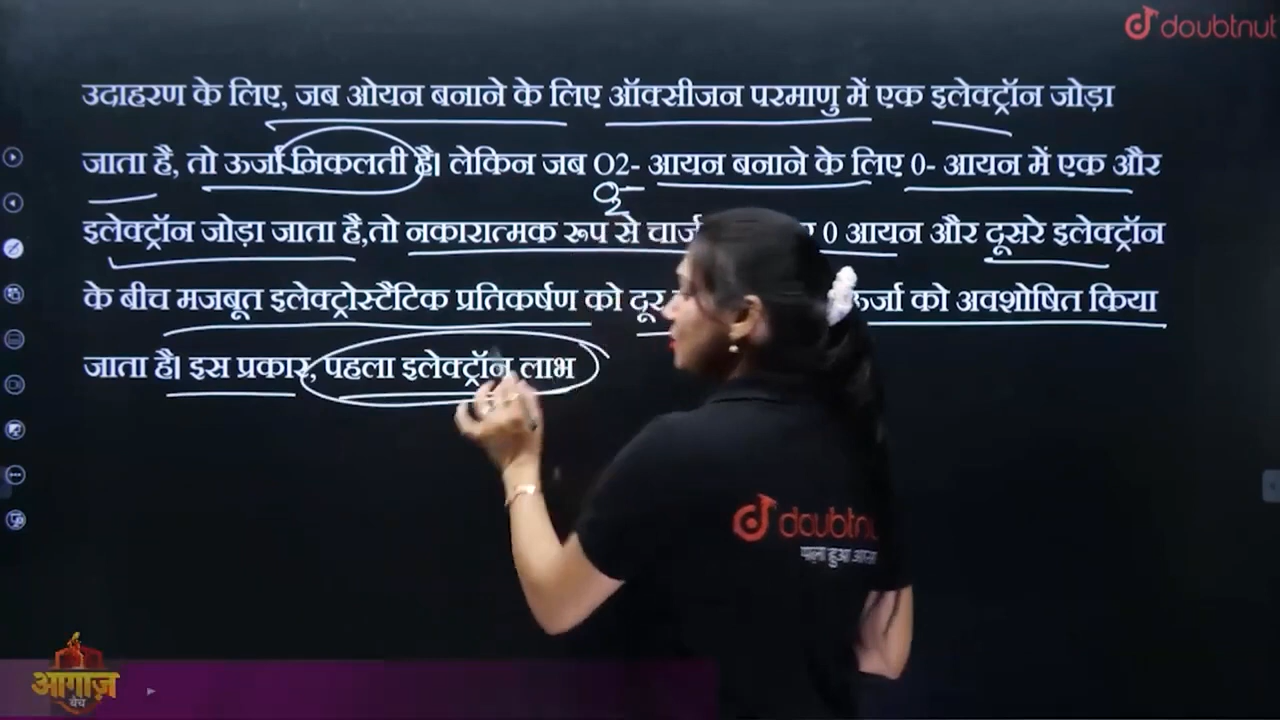 doubtnut
उदाहरण के लिए, जब ओयन बनाने के लिए ऑक्सीजन परमाणु में एक इलेक्ट्रॉन जोड़ा
जाता है, तो ऊर्जा निकलती है। लेकिन जब O2- आयन बनाने के लिए 0- आयन में एक और
इलेक्ट्रॉन जोड़ा जाता है,तो नकारात्मक रूप से 0 आयन और दूसरे इलेक्ट्रॉन
के बीच मजबूत इलेक्ट्रोस्टैटिक प्रतिकर्षण को ऊर्जा को अवशोषित किया
जाता है। इस प्रकार, पहला इलेक्ट्रॉन लाभ
doubtnu
आगाज़
बैच